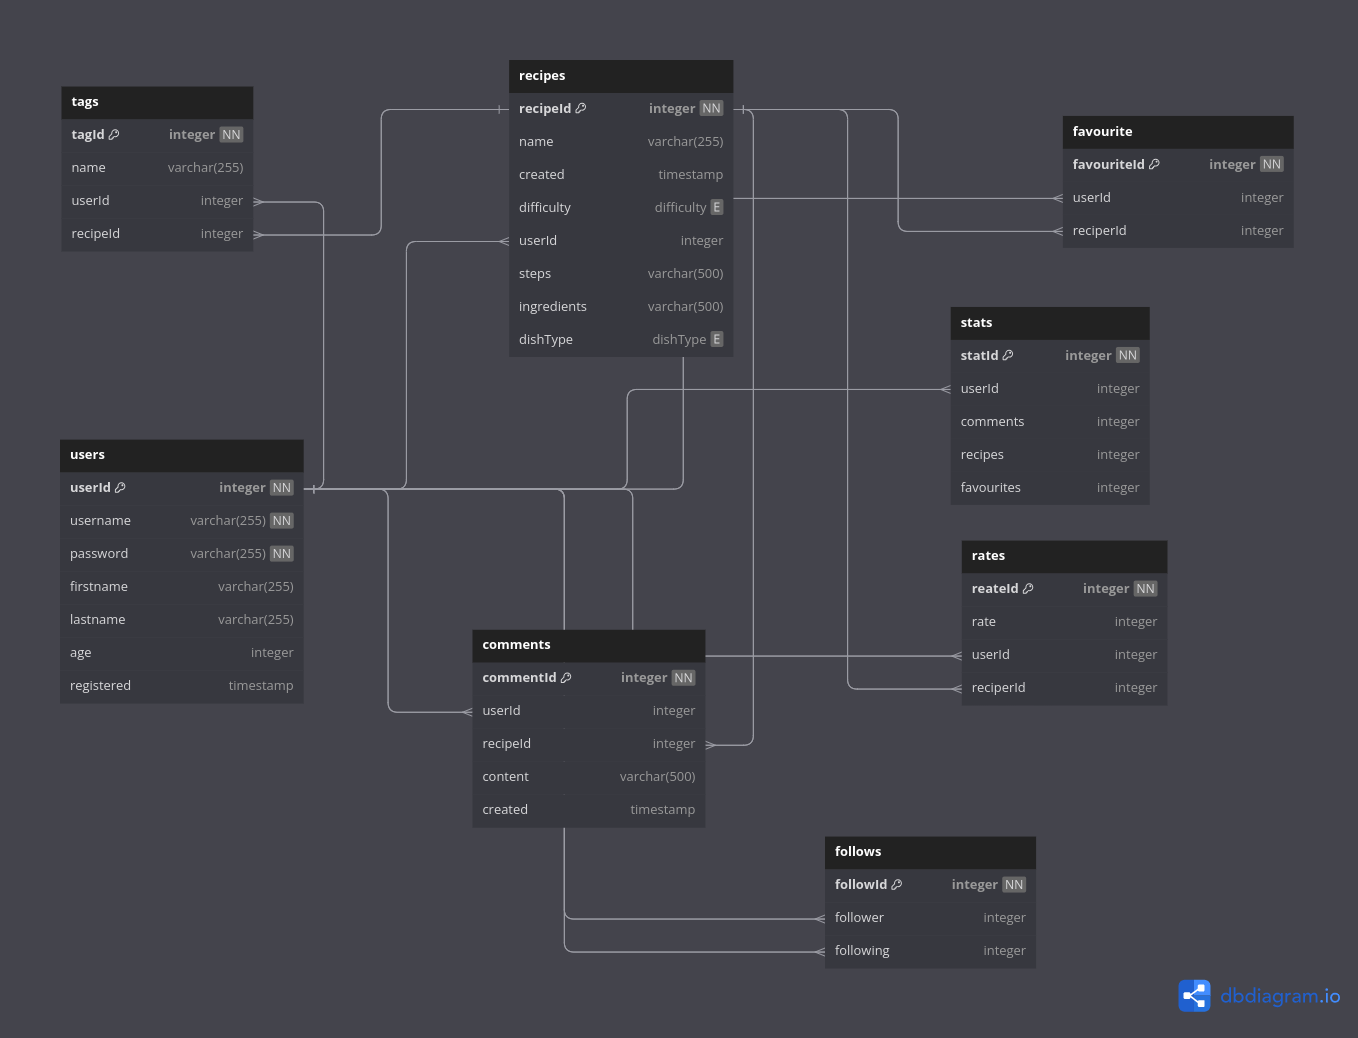 recipes
recipeId integer NN
name varchar(255)
created timestamp
difficulty difficulty E
userId integer
steps varchar(500)
ingredients varchar(500)
dishType dishType E
tags
tagId integer NN
name varchar(255)
userId integer
recipeId integer
favourite
favouriteId integer NN
userId integer
reciperId integer
stats
statId integer NN
userId integer
comments integer
recipes integer
favourites integer
users
userId integer NN
username varchar(255) NN
password varchar(255) NN
firstname varchar(255)
lastname varchar(255)
age integer
registered timestamp
rates
reateId integer NN
rate integer
userId integer
reciperId integer
comments
commentId integer NN
userId integer
recipeId integer
content varchar(500)
created timestamp
follows
followId integer NN
follower integer
following integer
dbdiagram.io